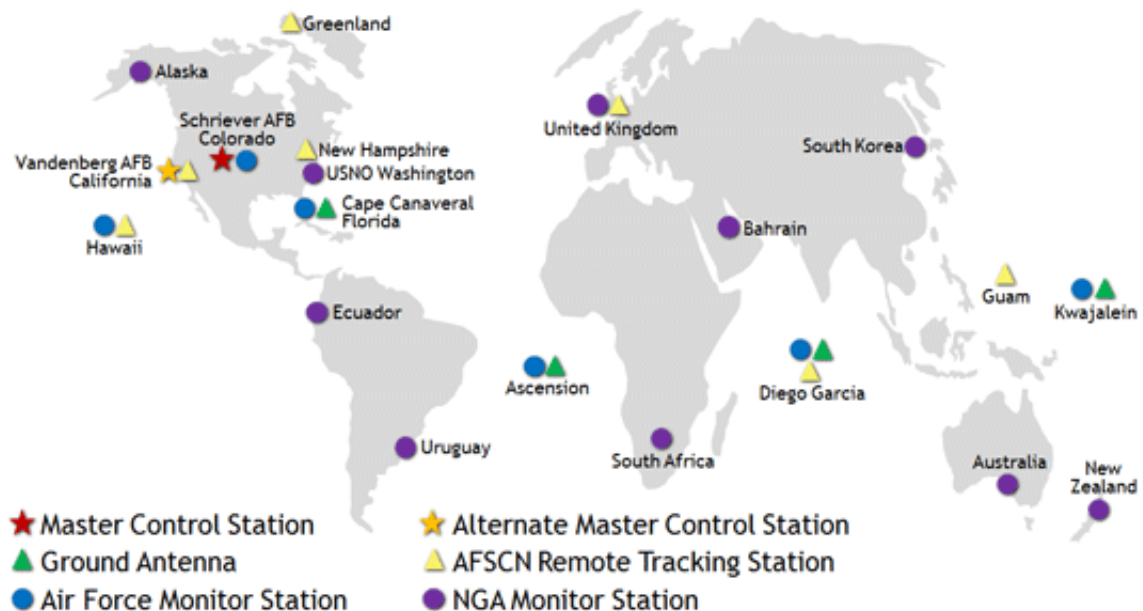 Greenland
Alaska
Schriever AFB
Colorado
United Kingdom
New Hampshire
South Korea
Vandenberg AFB
California
USNO Washington
Cape Canaveral
Florida
Hawaii
Bahrain
Guam
Kwajalein
Ecuador
Ascension
Diego Garcia
Uruguay
South Africa
Australia
New
Zealand
Master Control Station
Alternate Master Control Station
Ground Antenna
AFSCN Remote Tracking Station
Air Force Monitor Station
NGA Monitor Station